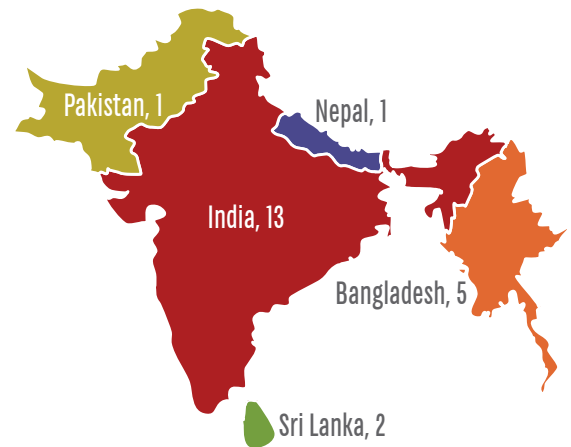 Pakistan, 1
Nepal, 1
India, 13
Bangladesh, 5
Sri Lanka, 2